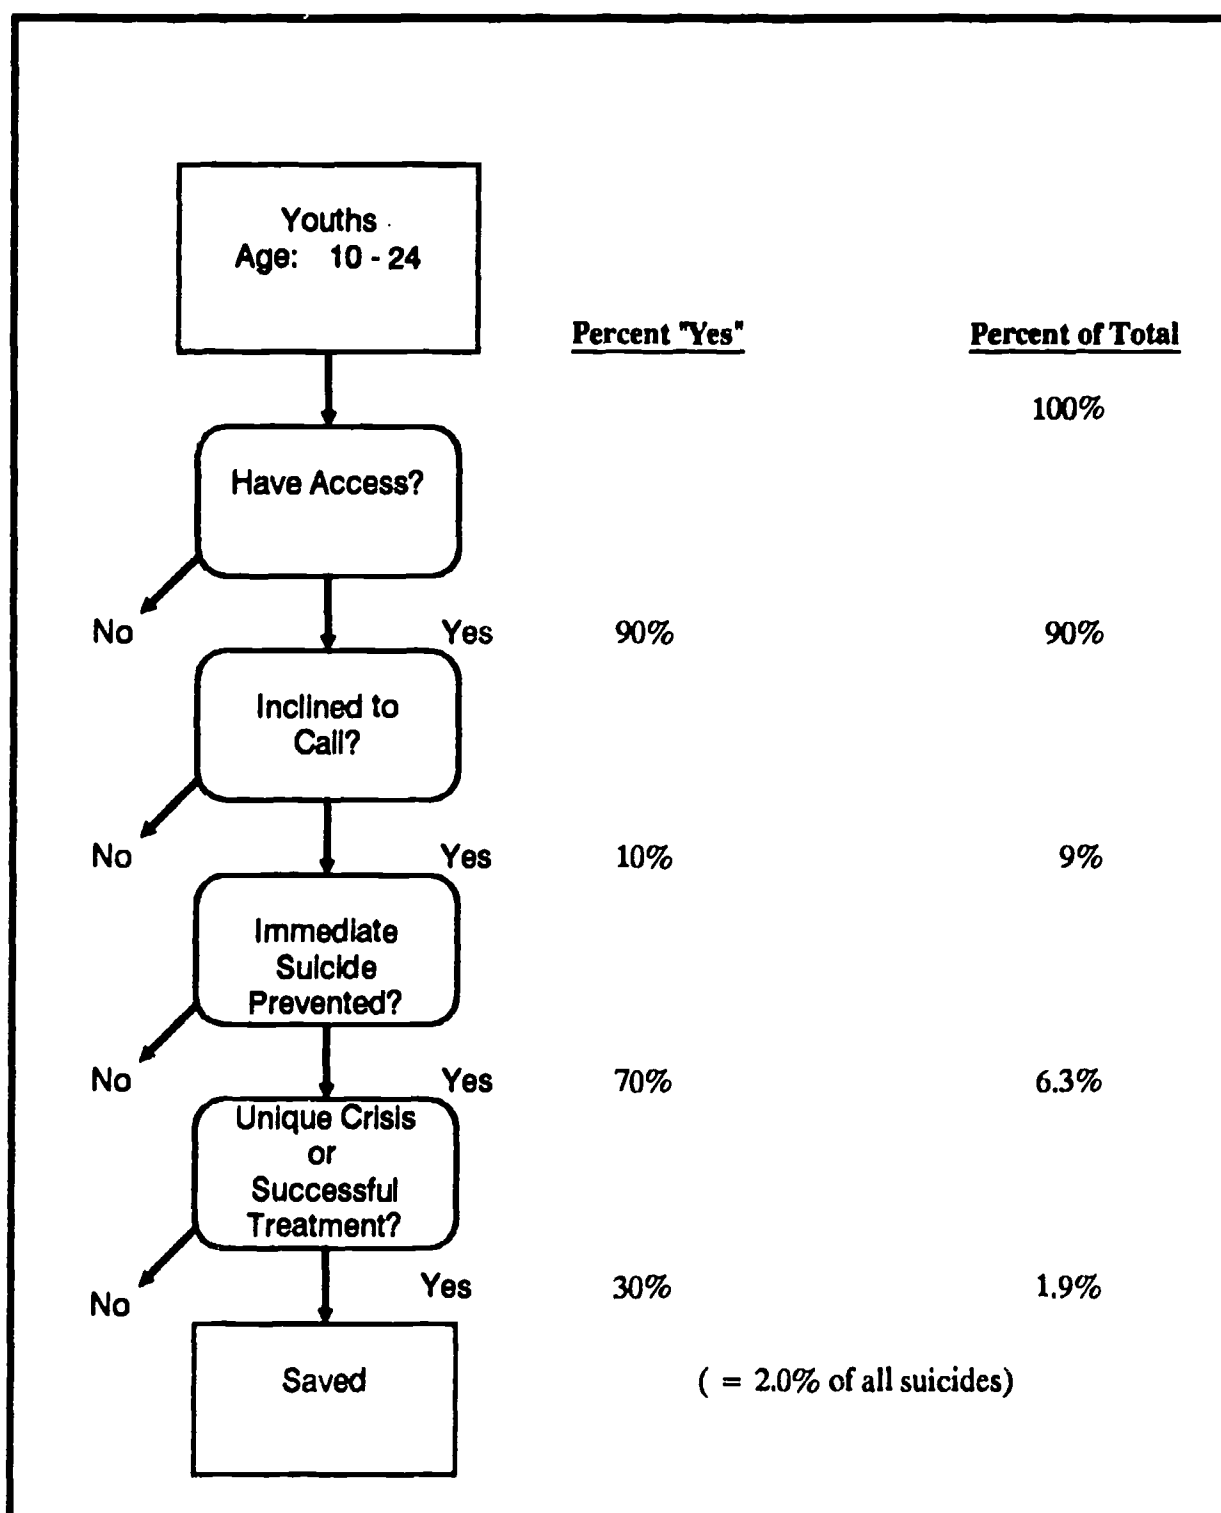 Youths
Age: 10 - 24
Percent "Yes" Percent of Total
100%
Have Access?
No Yes 90% 90%
Inclined to
Call?
No Yes 10% 9%
Immediate
Suicide
Prevented?
No Yes 70% 6.3%
Unique Crisis
or
Successful
Treatment?
No Yes 30% 1.9%
Saved ( = 2.0% of all suicides)